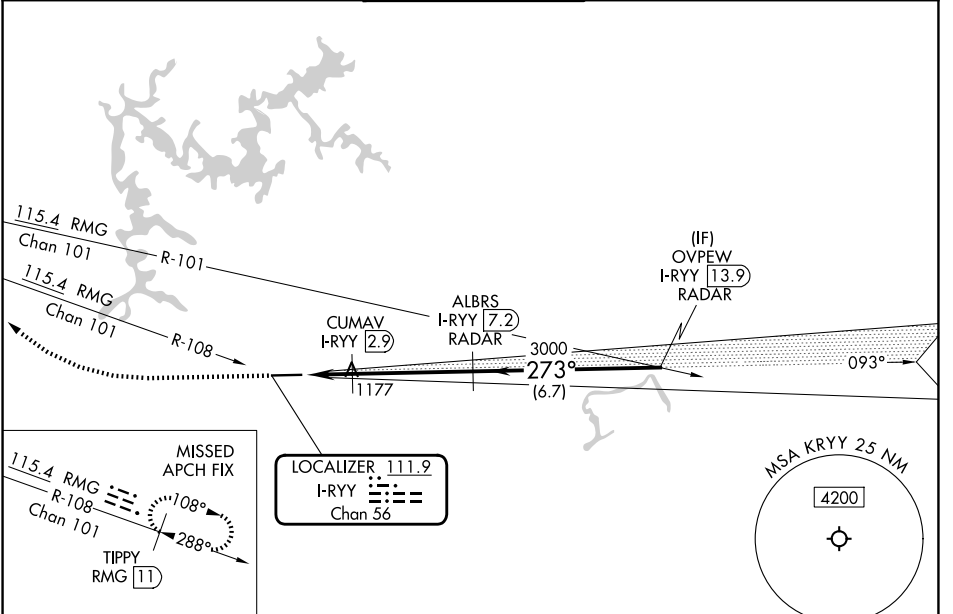 115.4 RMG
Chan 101
R-101
115.4 RMG
Chan 101
R-108
(IF)
OVPEW
I-RYY 13.9
RADAR
ALBRS
I-RYY 7.2
RADAR
CUMAV
I-RYY 2.9
1177
3000
273°
(6.7)
093°
LOCALIZER 111.9
I-RYY
Chan 56
MISSED
APCH FIX
115.4 RMG
R-108
Chan 101
108°
288°
TIPPY
RMG 11
MSA KRYY 25 NM
4200